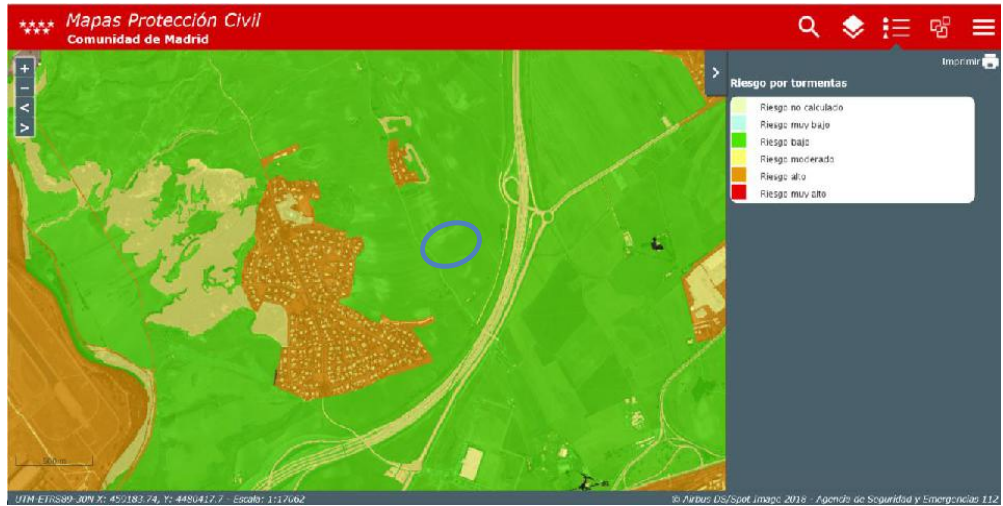 Mapas Protección Civil
Comunidad de Madrid
Imprimir
Riesgo por tormentas
Riesgo no calculado
Riesgo muy bajo
Riesgo bajo
Riesgo moderado
Riesgo alto
Riesgo muy alto
500 m
UTM-ETRS89-30N X: 459183.74, Y: 4480417.7 - Escala: 1:17062
© Airbus DS/Spot Image 2018 - Agencia de Seguridad y Emergencias 112